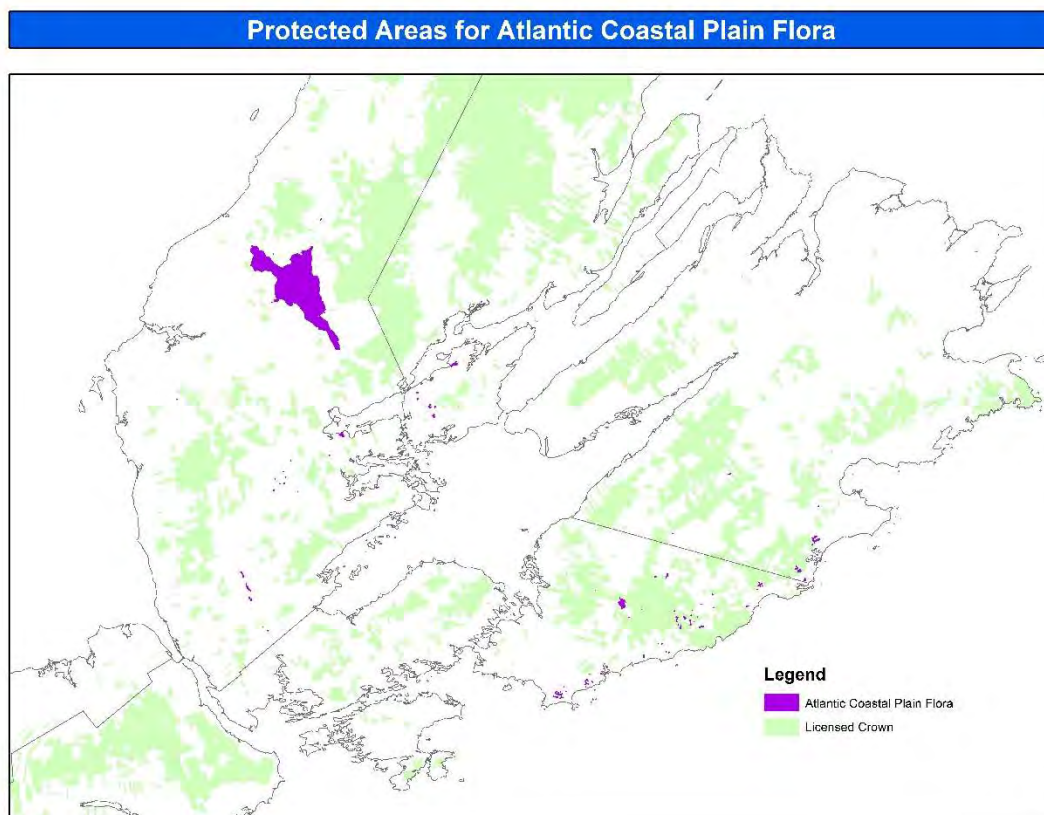 Protected Areas for Atlantic Coastal Plain Flora
Legend
Atlantic Coastal Plain Flora
Licensed Crown